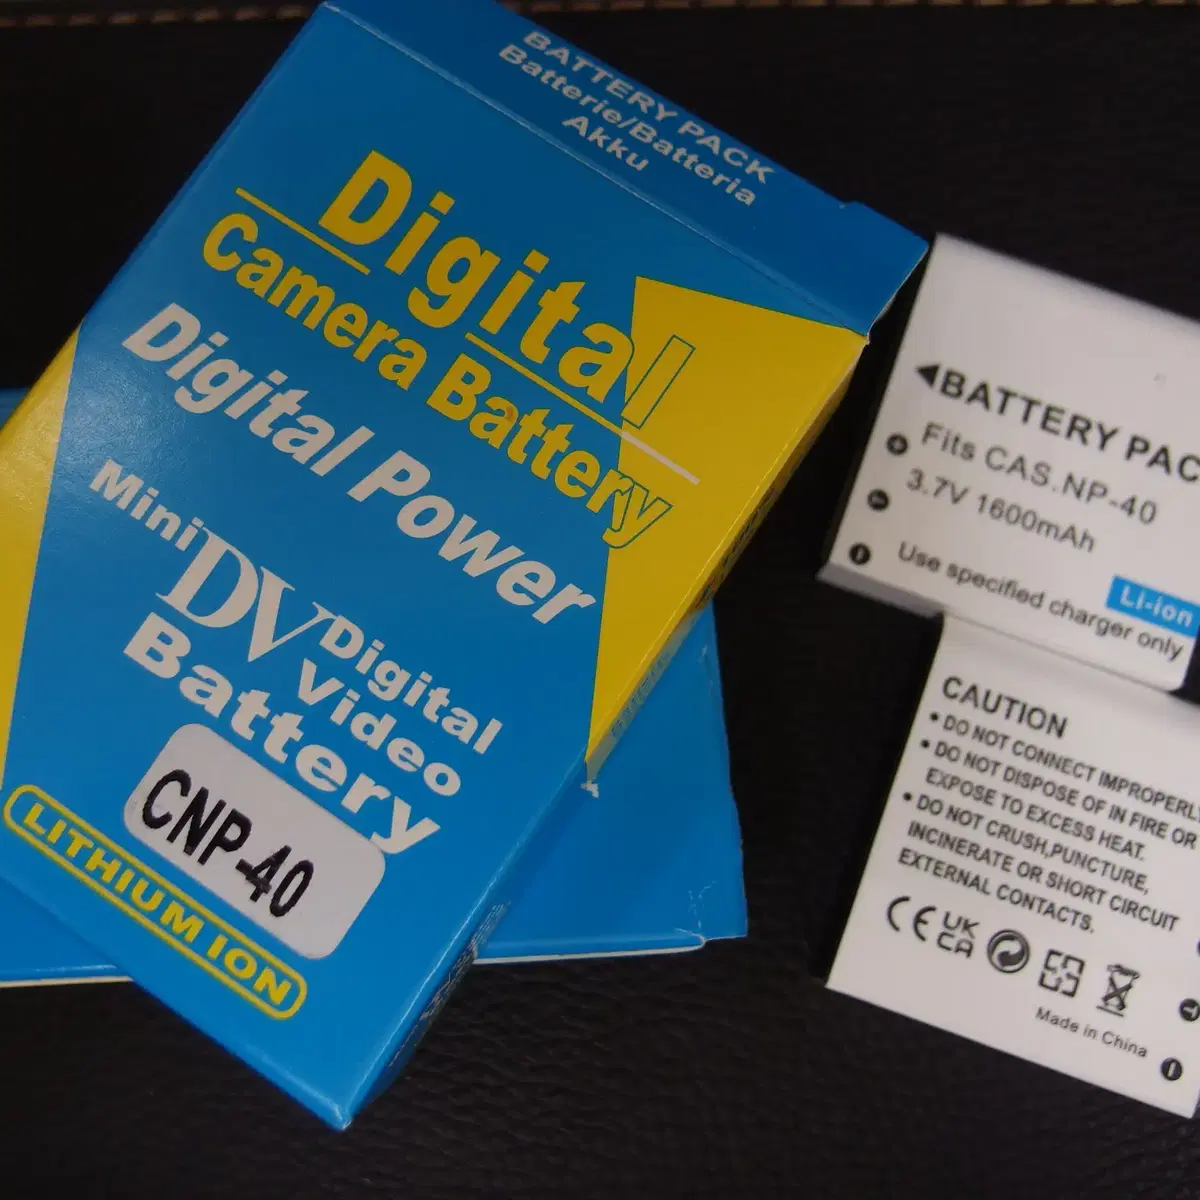 BATTERY PACK
Batterie/Batteria
Akku
Digital
Camera Battery
Digital Power
Mini DV Digital
Video
Battery
CNP-40
LITHIUM ION
BATTERY PAC
Fits CAS.NP-40
3.7V 1600mAh
Li-ion
Use specified charger only
CAUTION
• DO NOT CONNECT IMPROPERLY
• DO NOT DISPOSE OF IN FIRE OR
EXPOSE TO EXCESS HEAT.
• DO NOT CRUSH,PUNCTURE,
INCINERATE OR SHORT CIRCUIT
EXTERNAL CONTACTS.
CE UK CA
Made in China